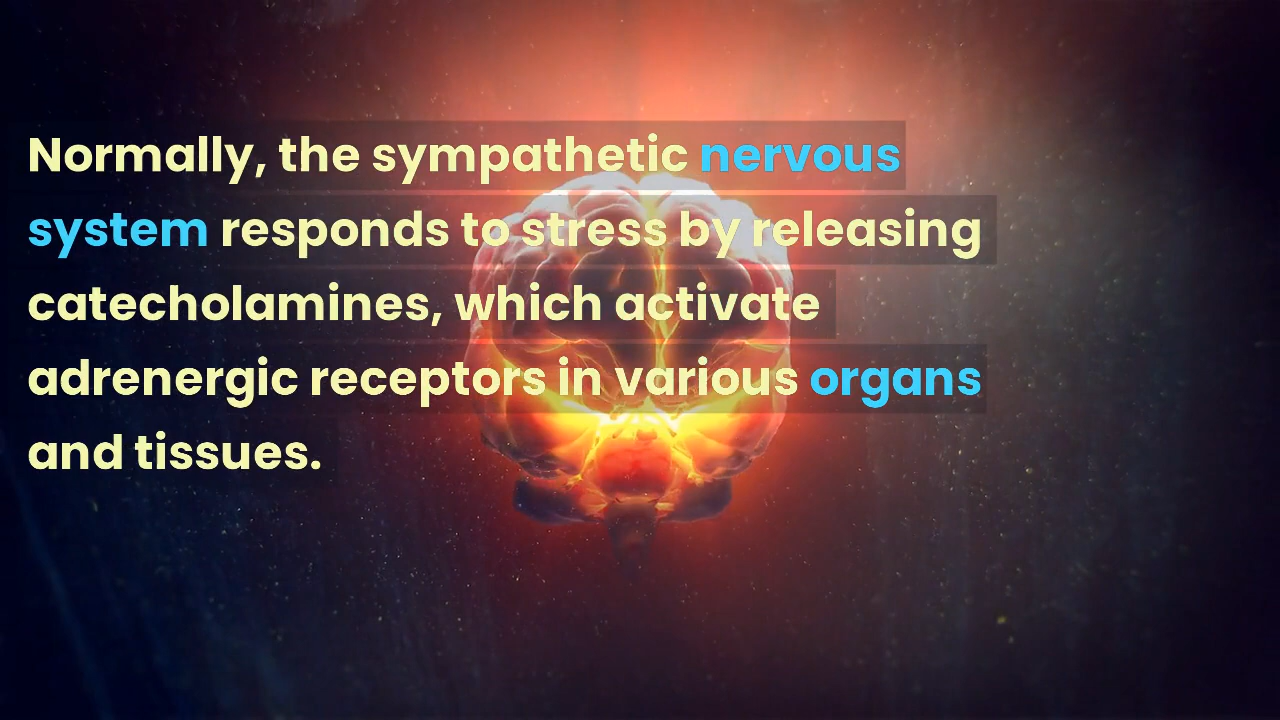 Normally, the sympathetic nervous
system responds to stress by releasing
catecholamines, which activate
adrenergic receptors in various organs
and tissues.